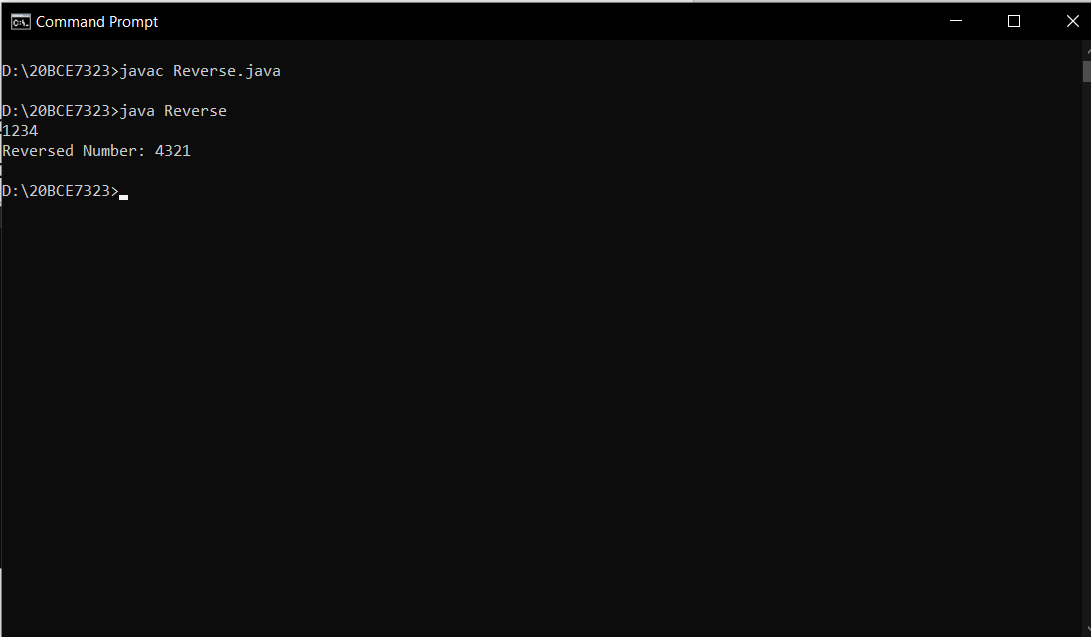 Command Prompt
D:\20BCE7323>javac Reverse.java
D:\20BCE7323>java Reverse
1234
Reversed Number: 4321
D:\20BCE7323>